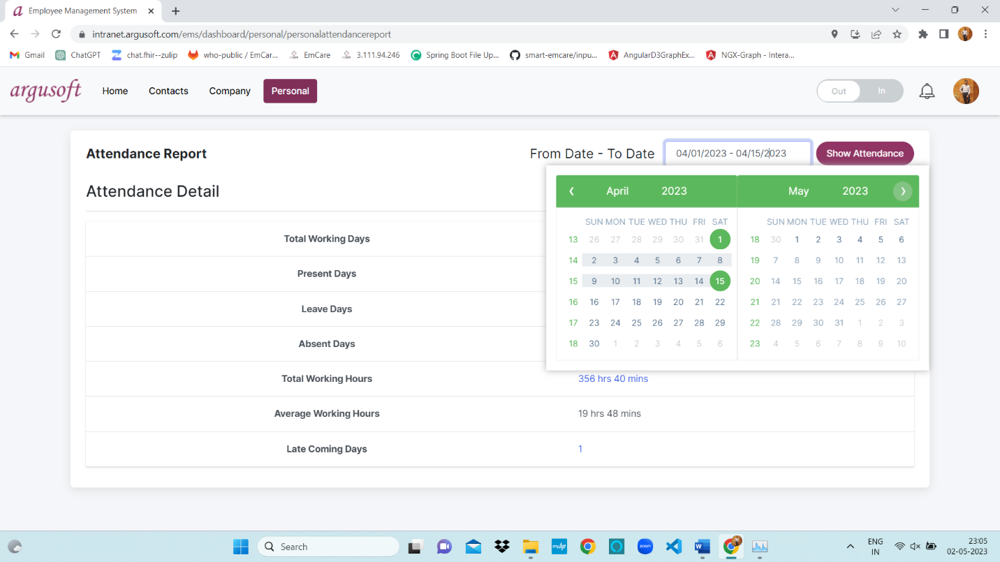 Employee Management System
intranet.argusoft.com/ems/dashboard/personal/personalattendancereport
Gmail ChatGPT chat.fhir--zulip who-public / EmCar... EmCare 3.111.94.246 Spring Boot File Up... smart-emcare/inpu... AngularD3GraphEx... NGX-Graph - Intera...
argusoft Home Contacts Company Personal Out In
Attendance Report From Date - To Date 04/01/2023 - 04/15/2023 Show Attendance
Attendance Detail
April 2023 May 2023
SUN MON TUE WED THU FRI SAT SUN MON TUE WED THU FRI SAT
13 26 27 28 29 30 31 1 18 30 1 2 3 4 5 6
14 2 3 4 5 6 7 8 19 7 8 9 10 11 12 13
15 9 10 11 12 13 14 15 20 14 15 16 17 18 19 20
16 16 17 18 19 20 21 22 21 21 22 23 24 25 26 27
17 23 24 25 26 27 28 29 22 28 29 30 31 1 2 3
18 30 1 2 3 4 5 6 23 4 5 6 7 8 9 10
Total Working Days
Present Days
Leave Days
Absent Days
Total Working Hours 356 hrs 40 mins
Average Working Hours 19 hrs 48 mins
Late Coming Days 1
Search myhp zoom ENG 23:05
IN 02-05-2023